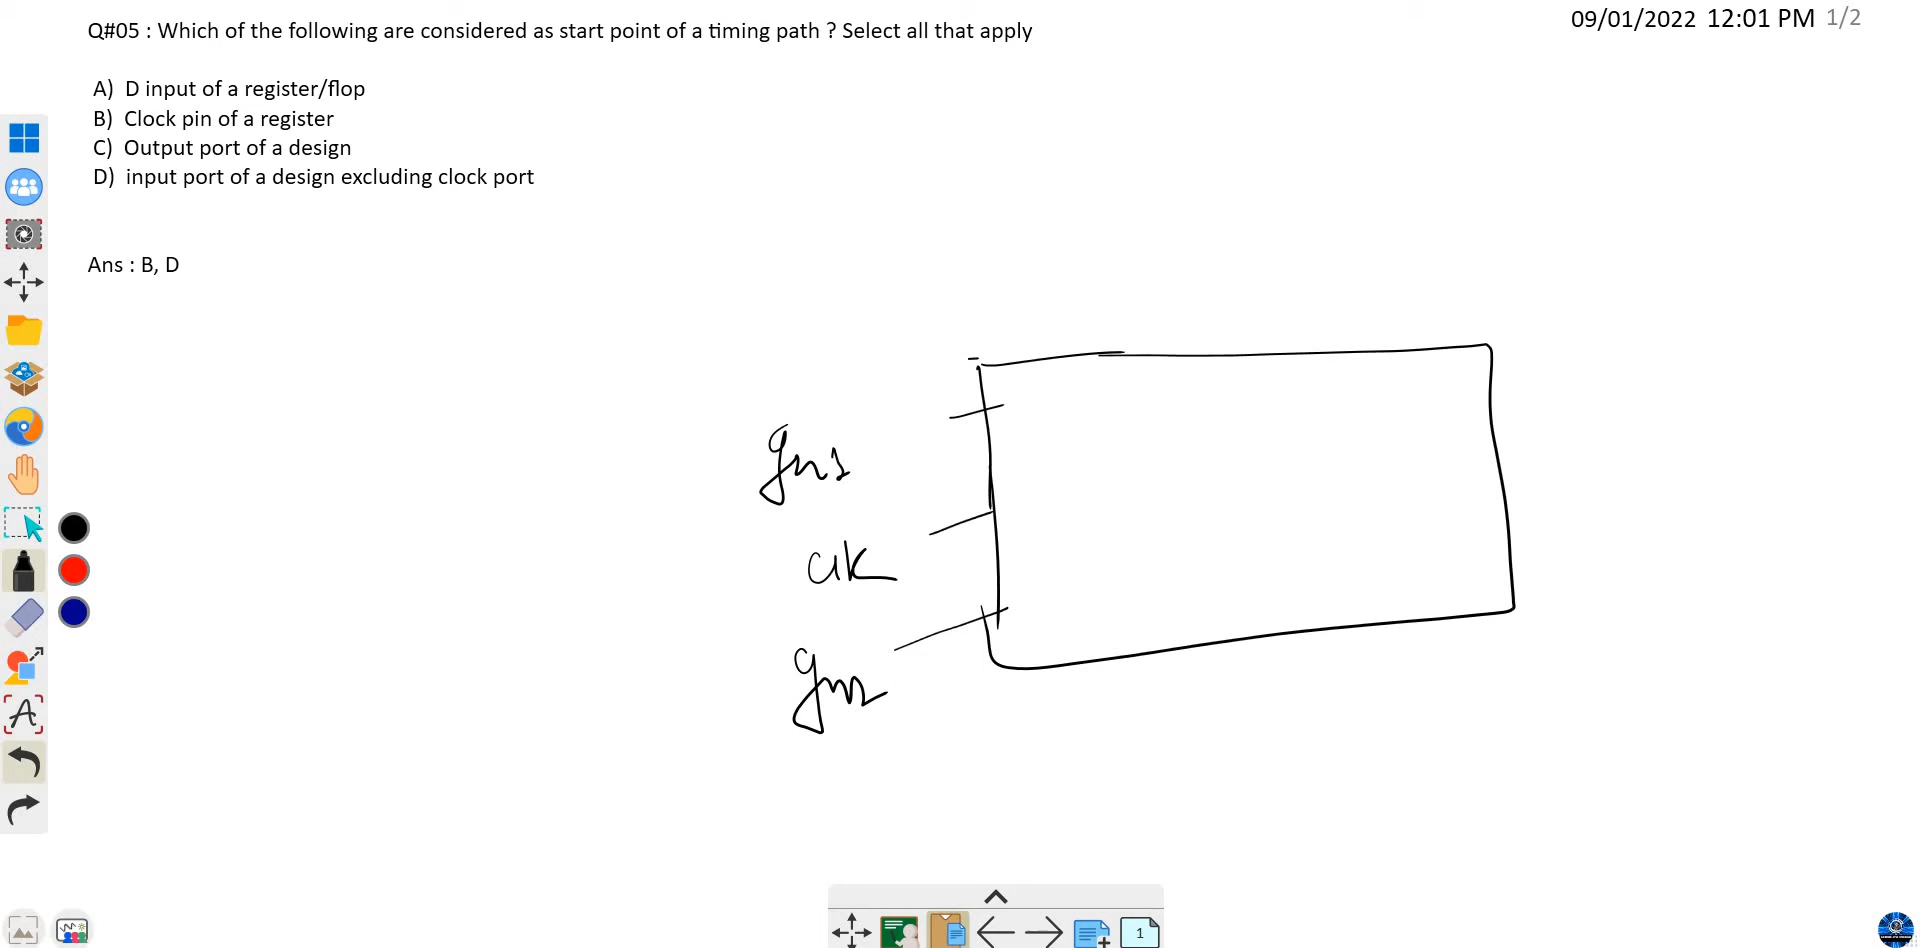 Q#05 : Which of the following are considered as start point of a timing path ? Select all that apply
09/01/2022 12:01 PM 1/2
A) D input of a register/flop
B) Clock pin of a register
C) Output port of a design
D) input port of a design excluding clock port
Ans : B, D
clk
1